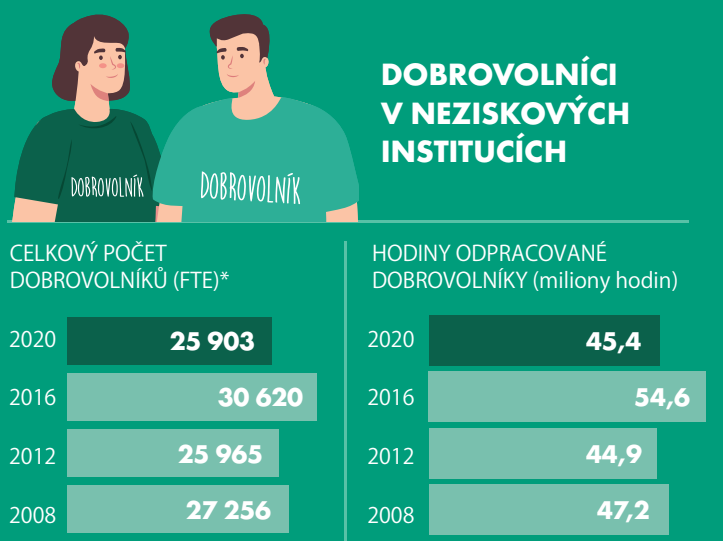 DOBROVOLNÍK
DOBROVOLNÍK
DOBROVOLNÍCI
V NEZISKOVÝCH
INSTITUCÍCH
CELKOVÝ POČET
DOBROVOLNÍKŮ (FTE)*
2020 25 903
2016 30 620
2012 25 965
2008 27 256
HODINY ODPRACOVANÉ
DOBROVOLNÍKY (miliony hodin)
2020 45,4
2016 54,6
2012 44,9
2008 47,2